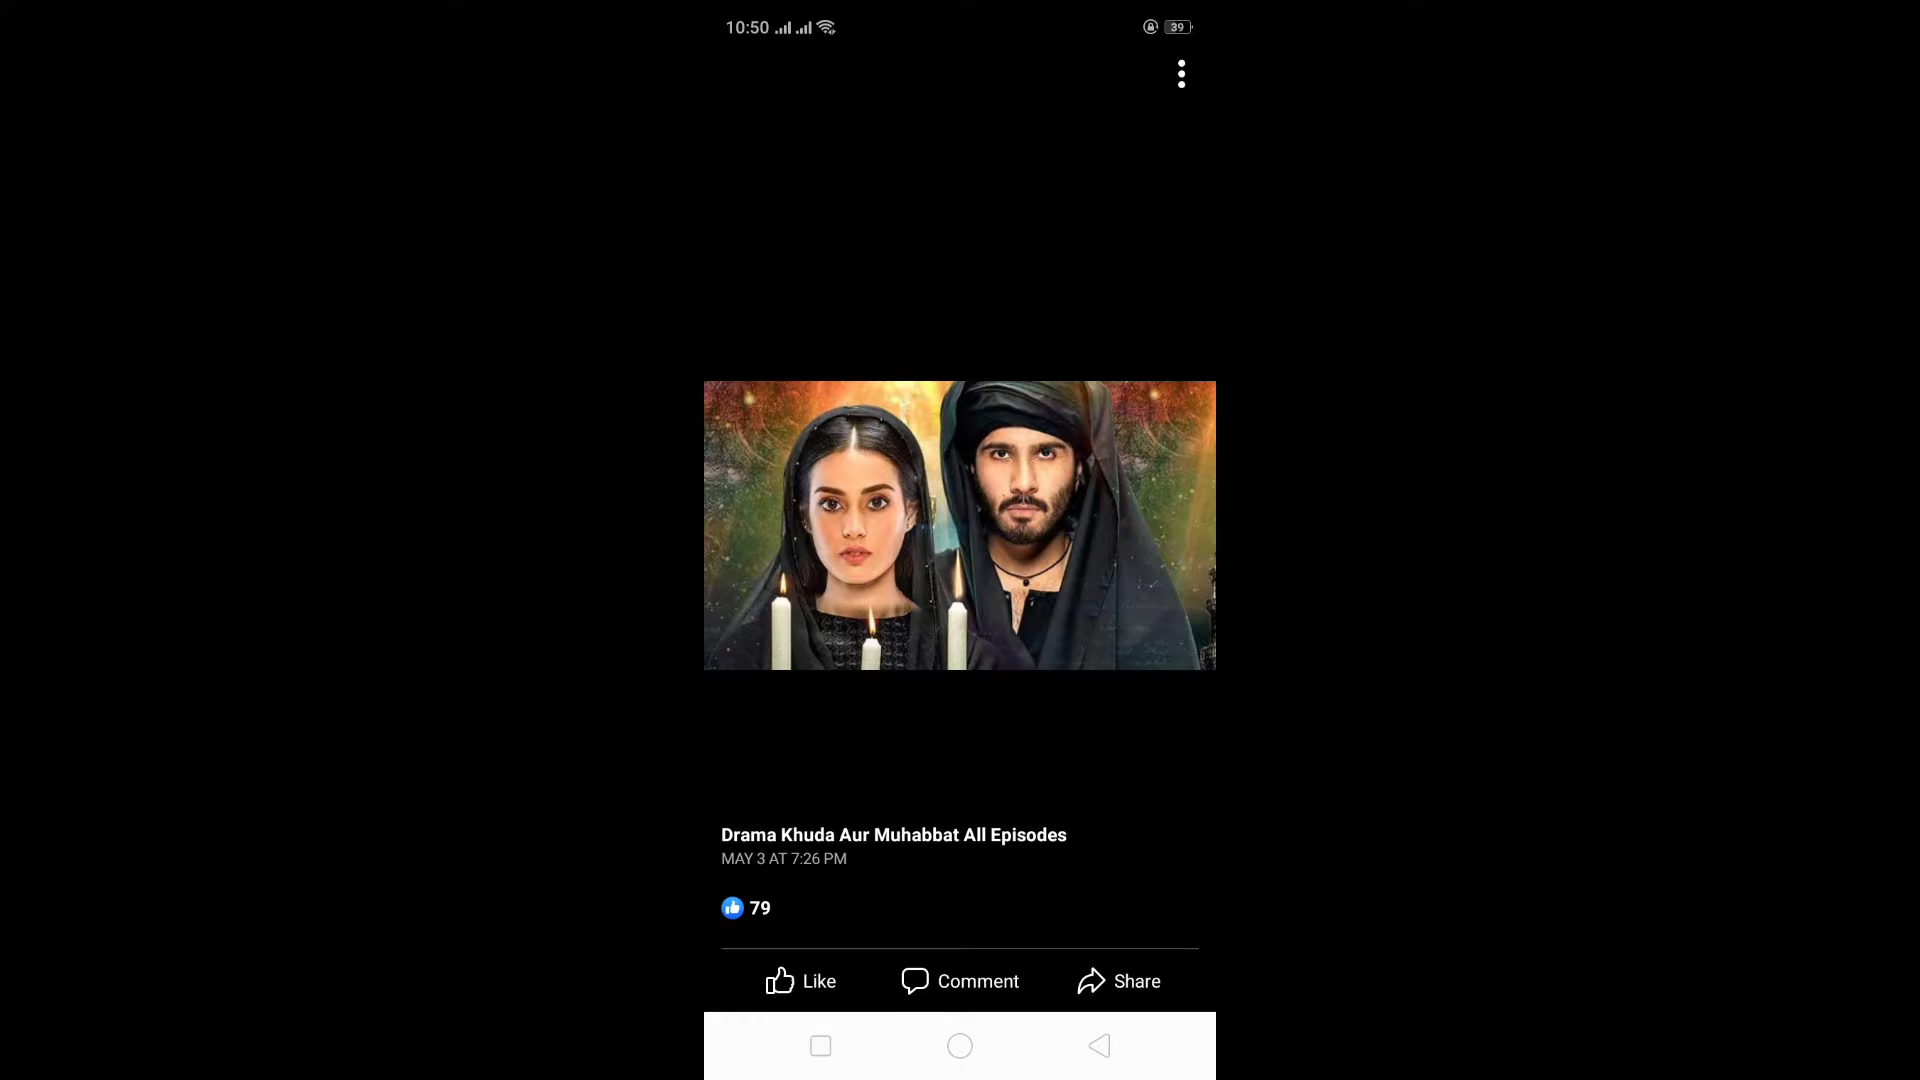 10:50
39
Drama Khuda Aur Muhabbat All Episodes
MAY 3 AT 7:26 PM
79
Like Comment Share